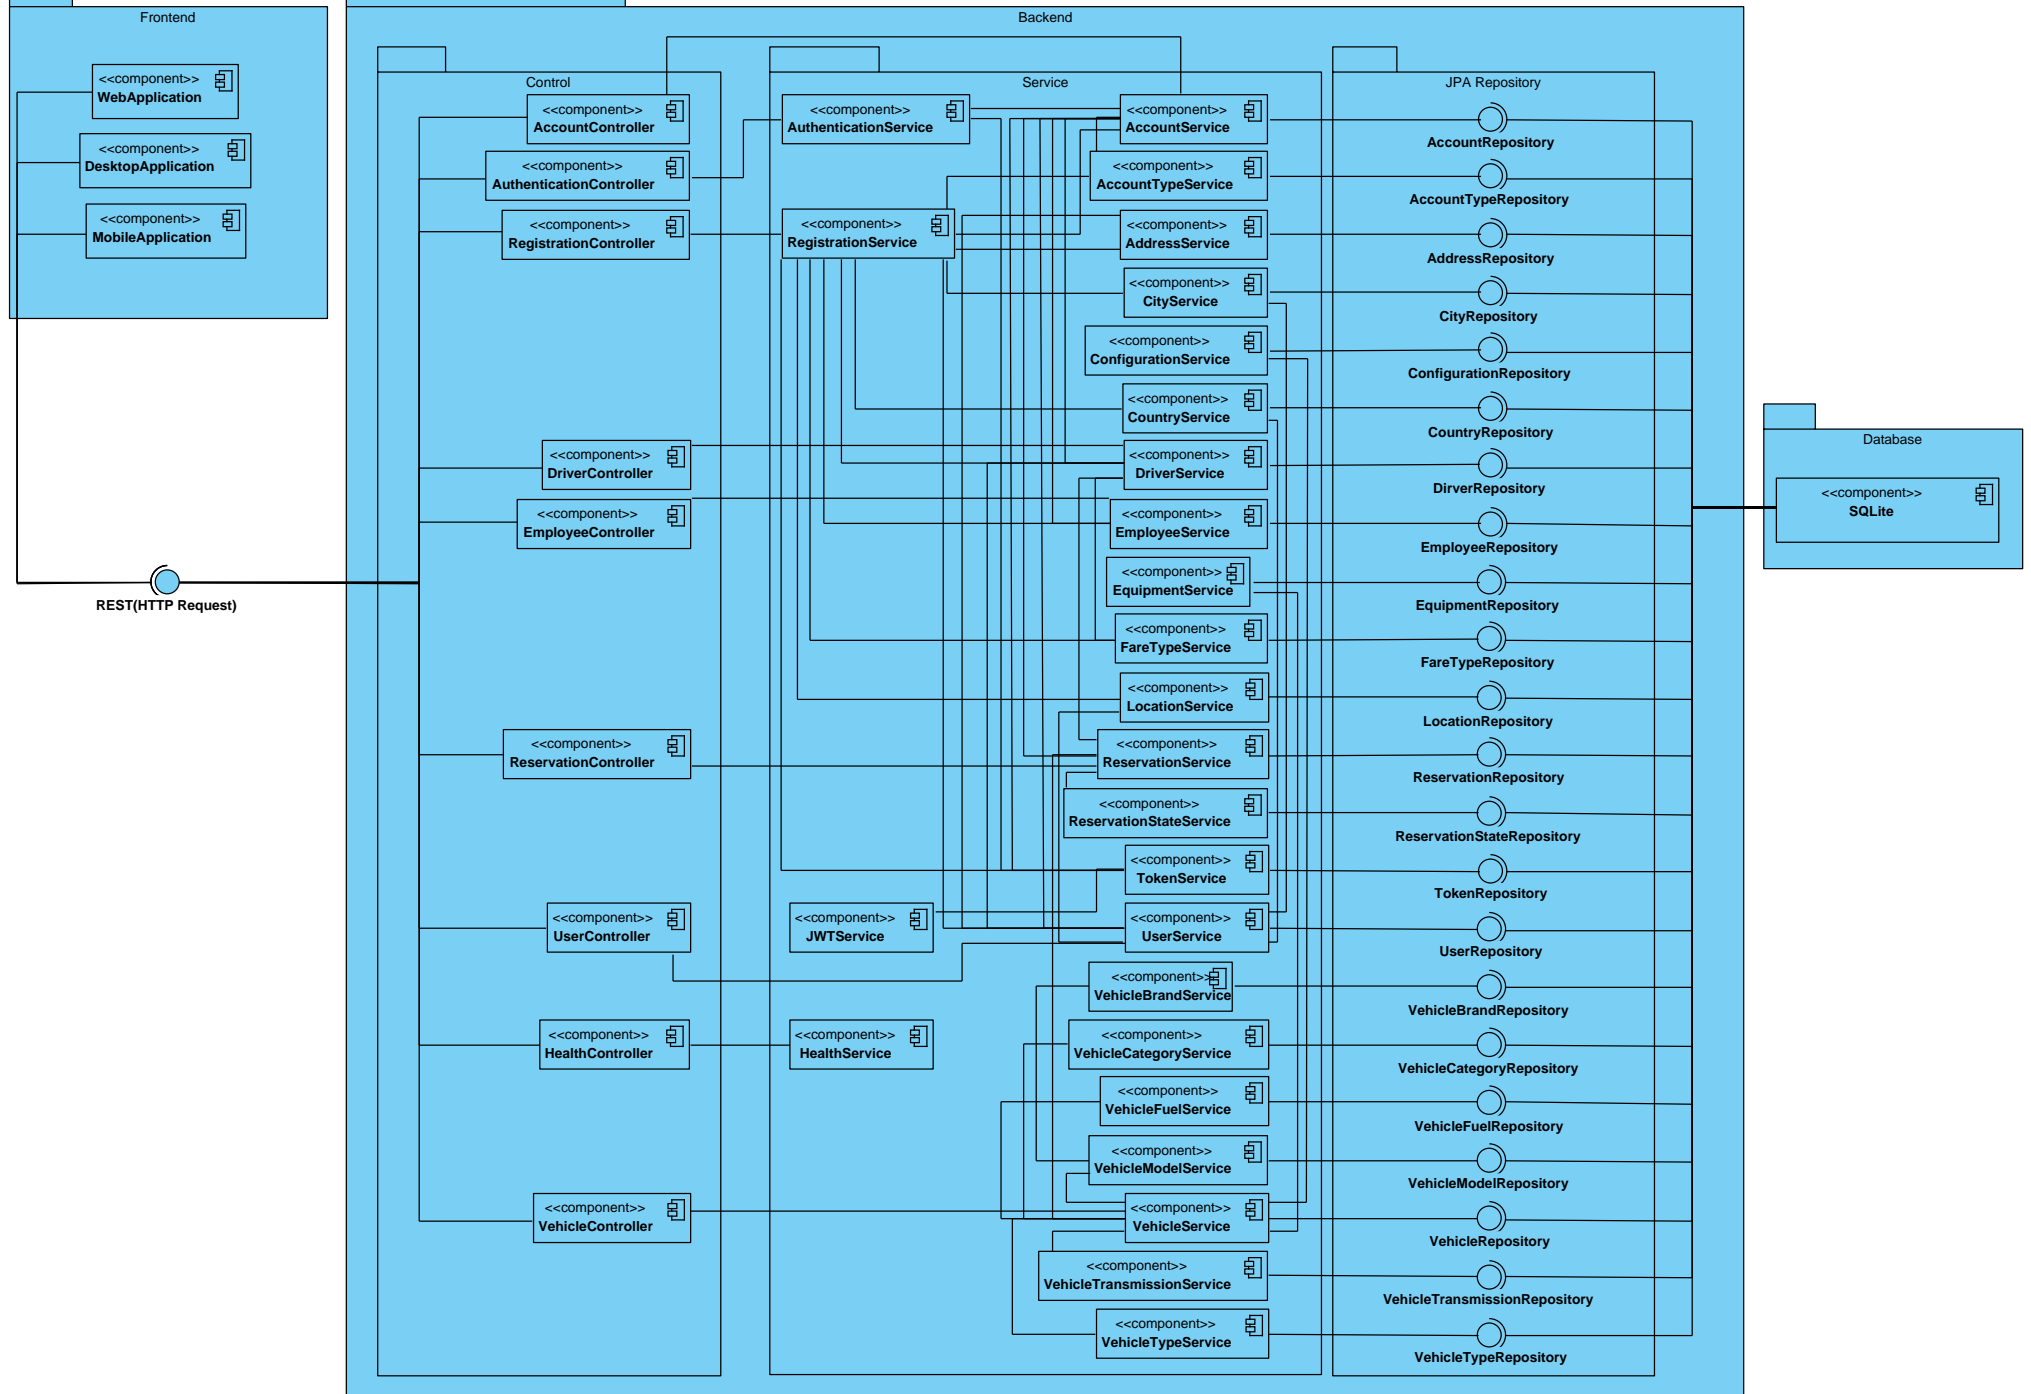 Frontend
<<component>>
WebApplication
<<component>>
DesktopApplication
<<component>>
MobileApplication
REST(HTTP Request)
Backend
Control
<<component>>
AccountController
<<component>>
AuthenticationController
<<component>>
RegistrationController
<<component>>
DriverController
<<component>>
EmployeeController
<<component>>
ReservationController
<<component>>
UserController
<<component>>
HealthController
<<component>>
VehicleController
Service
<<component>>
AuthenticationService
<<component>>
RegistrationService
<<component>>
JWTService
<<component>>
HealthService
<<component>>
AccountService
<<component>>
AccountTypeService
<<component>>
AddressService
<<component>>
CityService
<<component>>
ConfigurationService
<<component>>
CountryService
<<component>>
DriverService
<<component>>
EmployeeService
<<component>>
EquipmentService
<<component>>
FareTypeService
<<component>>
LocationService
<<component>>
ReservationService
<<component>>
ReservationStateService
<<component>>
TokenService
<<component>>
UserService
<<component>>
VehicleBrandService
<<component>>
VehicleCategoryService
<<component>>
VehicleFuelService
<<component>>
VehicleModelService
<<component>>
VehicleService
<<component>>
VehicleTransmissionService
<<component>>
VehicleTypeService
JPA Repository
AccountRepository
AccountTypeRepository
AddressRepository
CityRepository
ConfigurationRepository
CountryRepository
DirverRepository
EmployeeRepository
EquipmentRepository
FareTypeRepository
LocationRepository
ReservationRepository
ReservationStateRepository
TokenRepository
UserRepository
VehicleBrandRepository
VehicleCategoryRepository
VehicleFuelRepository
VehicleModelRepository
VehicleRepository
VehicleTransmissionRepository
VehicleTypeRepository
Database
<<component>>
SQLite